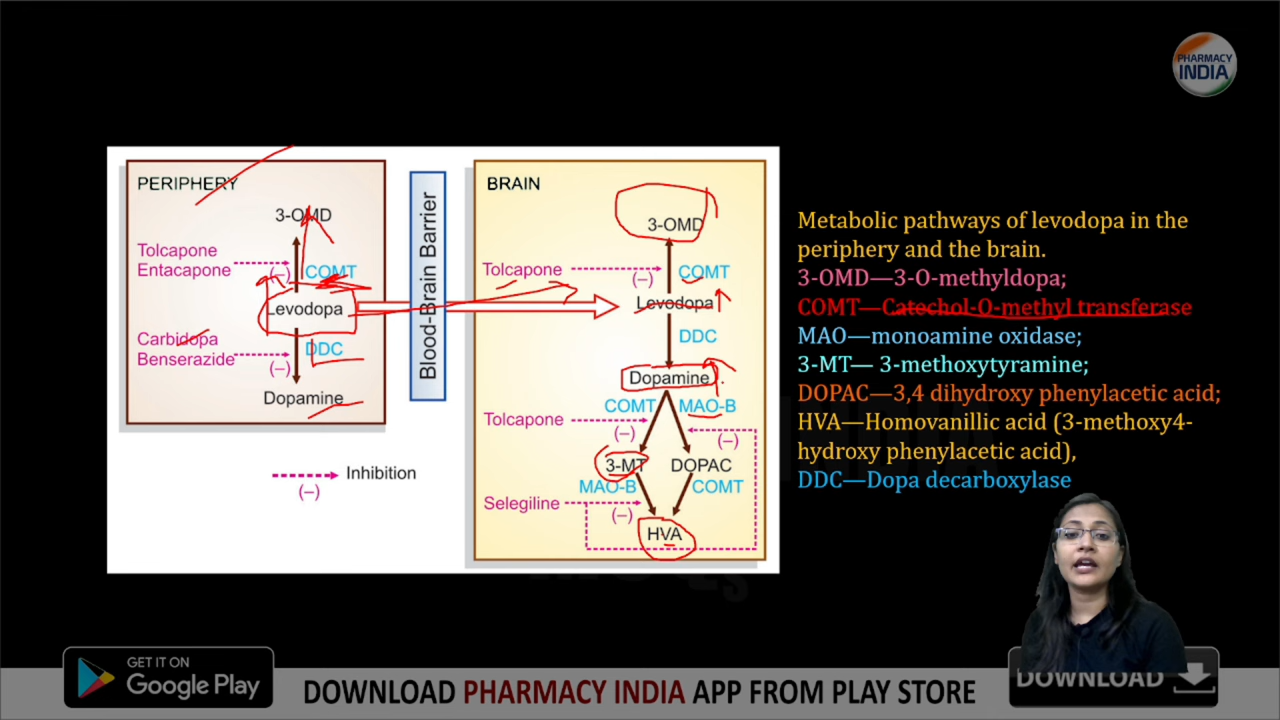 PHARMACY
INDIA
PERIPHERY
3-OMD
Tolcapone
Entacapone
(–)
COMT
Levodopa
Carbidopa
Benserazide
DDC
(–)
Dopamine
Inhibition
(–)
Blood-Brain Barrier
BRAIN
3-OMD
Tolcapone
COMT
(–)
Levodopa
DDC
Dopamine
COMT
MAO-B
Tolcapone
(–)
(–)
3-MT
DOPAC
MAO-B
COMT
Selegiline
(–)
HVA
Metabolic pathways of levodopa in the
periphery and the brain.
3-OMD—3-O-methyldopa;
COMT—Catechol-O-methyl transferase
MAO—monoamine oxidase;
3-MT— 3-methoxytyramine;
DOPAC—3,4 dihydroxy phenylacetic acid;
HVA—Homovanillic acid (3-methoxy4-
hydroxy phenylacetic acid),
DDC—Dopa decarboxylase
GET IT ON
Google Play
DOWNLOAD PHARMACY INDIA APP FROM PLAY STORE
DOWNLOAD